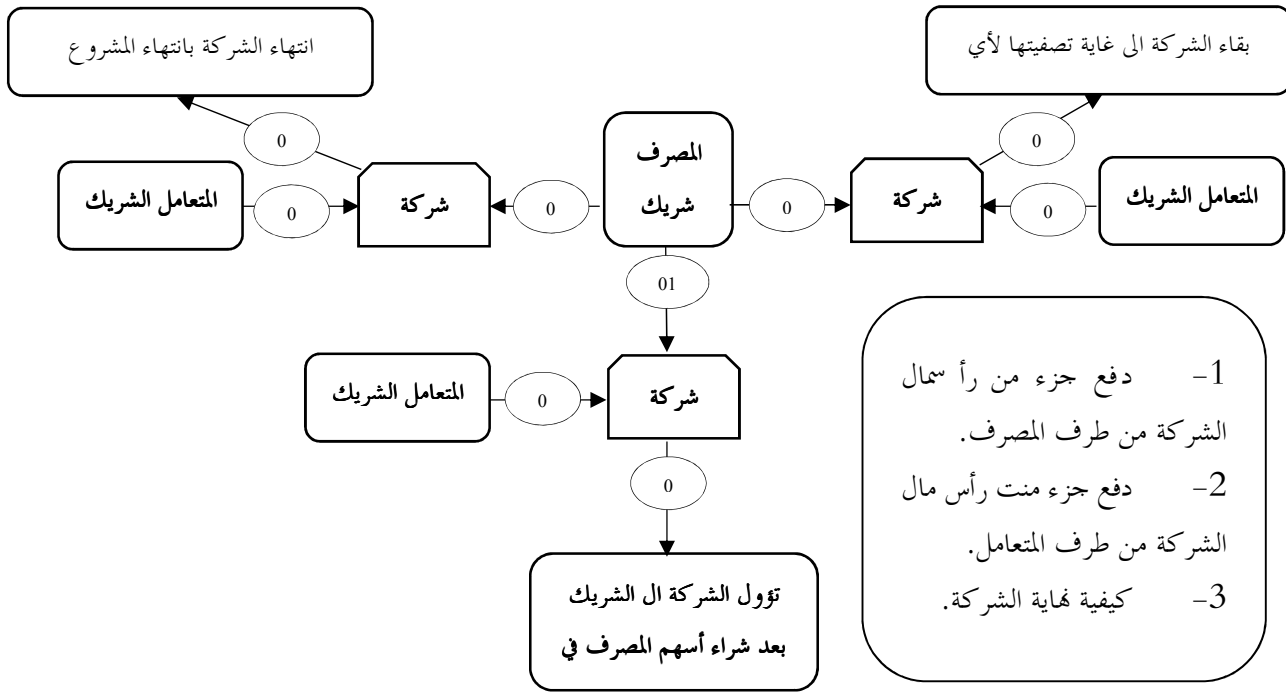 بقاء الشركة الى غاية تصفيتها لأي
انتهاء الشركة بانتهاء المشروع
0
0
المصرف
شريك
المتعامل الشريك
0
شركة
0
0
شركة
0
المتعامل الشريك
01
شركة
0
المتعامل الشريك
0
تؤول الشركة ال الشريك
بعد شراء أسهم المصرف في
1- دفع جزء من رأ سمال
الشركة من طرف المصرف.
2- دفع جزء منت رأس مال
الشركة من طرف المتعامل.
3- كيفية نهاية الشركة.